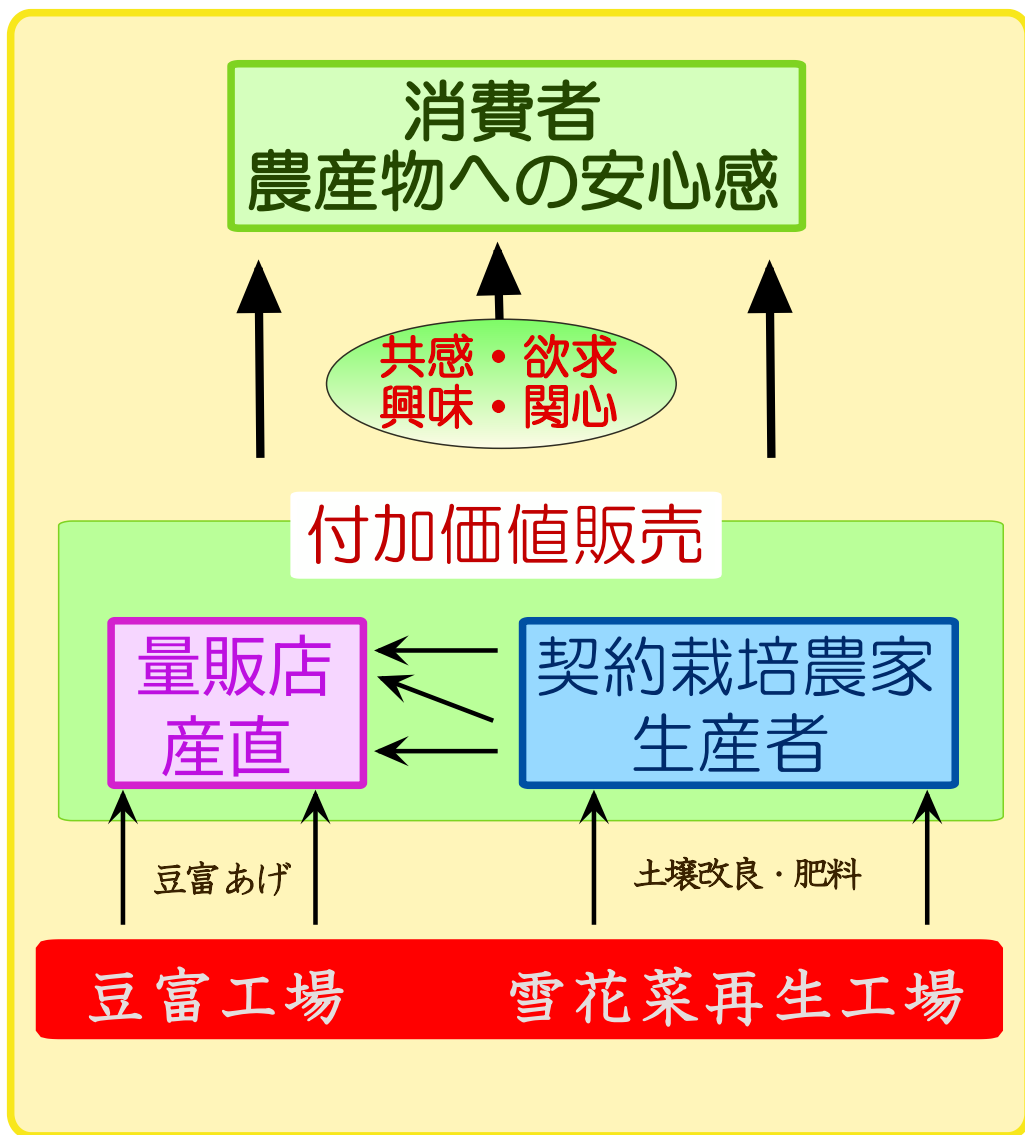 消費者
農産物への安心感
共感・欲求
興味・関心
付加価値販売
量販店
産直
契約栽培農家
生産者
豆富あげ
土壌改良・肥料
豆富工場
雪花菜再生工場